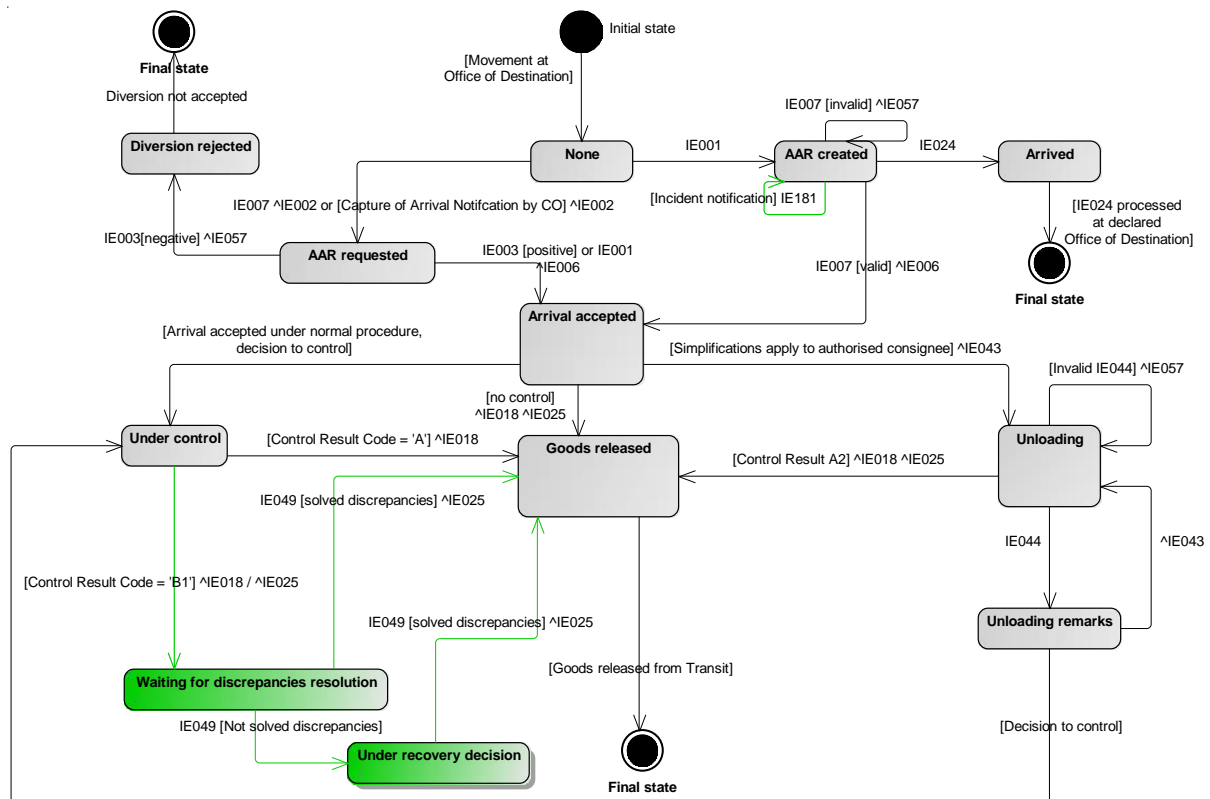 Initial state
[Movement at
Office of Destination]
Final state
Diversion not accepted
IE007 [invalid] ^IE057
Diversion rejected
None
IE001
AAR created
IE024
Arrived
[Incident notification] IE181
IE007 ^IE002 or [Capture of Arrival Notifcation by CO] ^IE002
[IE024 processed
at declared
Office of Destination]
IE003[negative] ^IE057
AAR requested
IE003 [positive] or IE001
^IE006
IE007 [valid] ^IE006
Final state
Arrival accepted
[Arrival accepted under normal procedure,
decision to control]
[Simplifications apply to authorised consignee] ^IE043
[Invalid IE044] ^IE057
[no control]
^IE018 ^IE025
Under control
[Control Result Code = 'A'] ^IE018
Goods released
Unloading
[Control Result A2] ^IE018 ^IE025
IE049 [solved discrepancies] ^IE025
IE044
^IE043
[Control Result Code = 'B1'] ^IE018 / ^IE025
IE049 [solved discrepancies] ^IE025
Unloading remarks
[Goods released from Transit]
Waiting for discrepancies resolution
IE049 [Not solved discrepancies]
[Decision to control]
Under recovery decision
Final state